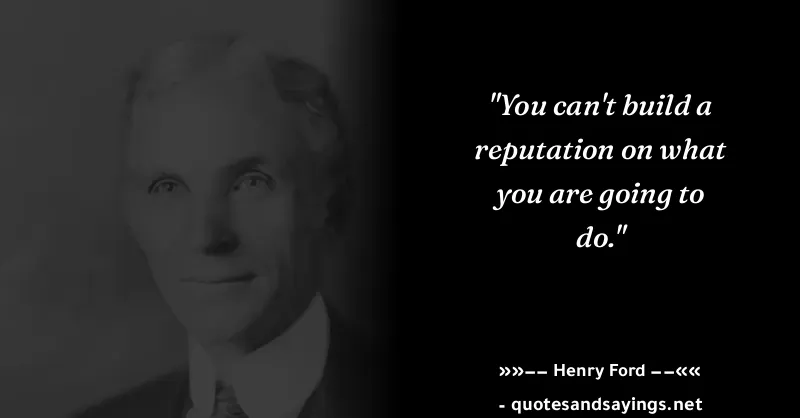 "You can't build a
reputation on what
you are going to
do."
»»–– Henry Ford ––««
- quotesandsayings.net